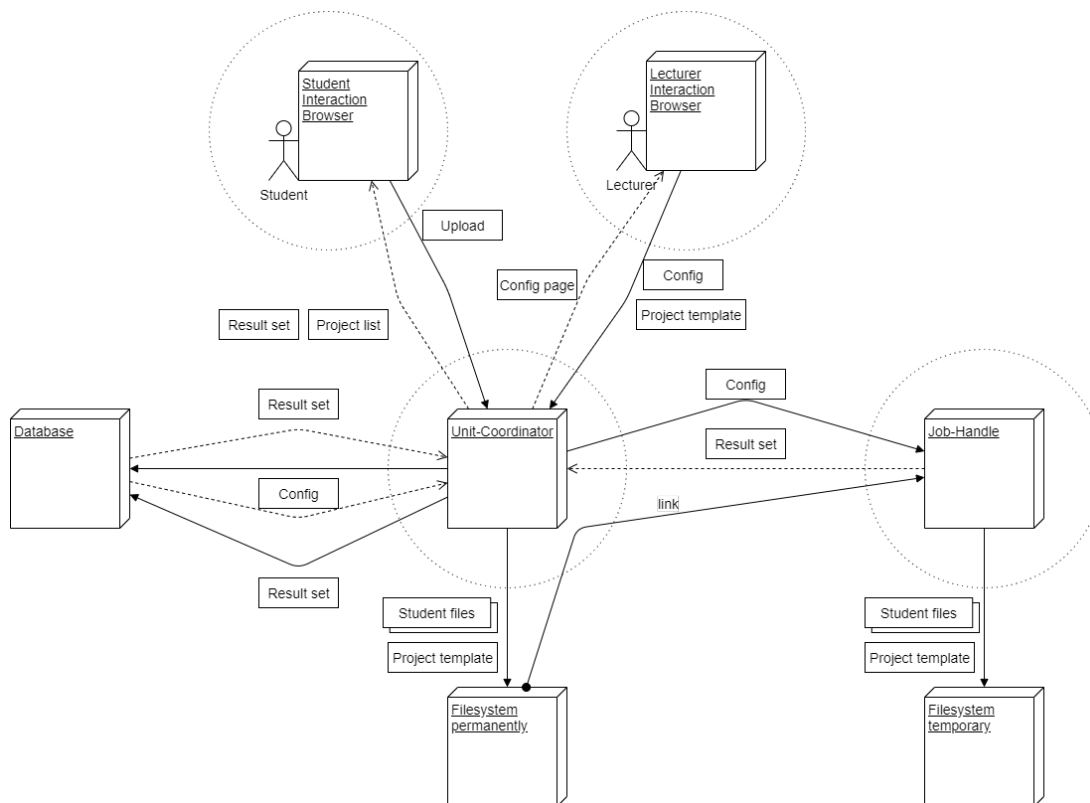 Student
Interaction
Browser
Student
Lecturer
Interaction
Browser
Lecturer
Upload
Config page
Config
Project template
Result set
Project list
Database
Result set
Config
Result set
Unit-Coordinator
Config
Result set
link
Job-Handle
Student files
Project template
Student files
Project template
Filesystem
permanently
Filesystem
temporary